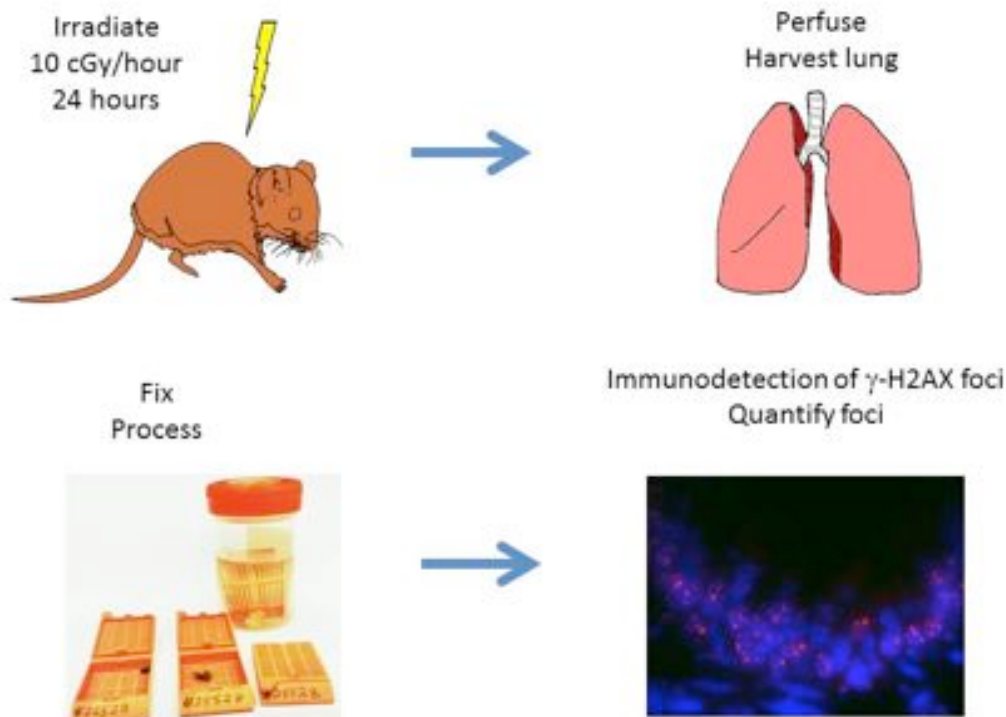 Irradiate
10 cGy/hour
24 hours
Perfuse
Harvest lung
Fix
Process
Immunodetection of γ-H2AX foci
Quantify foci